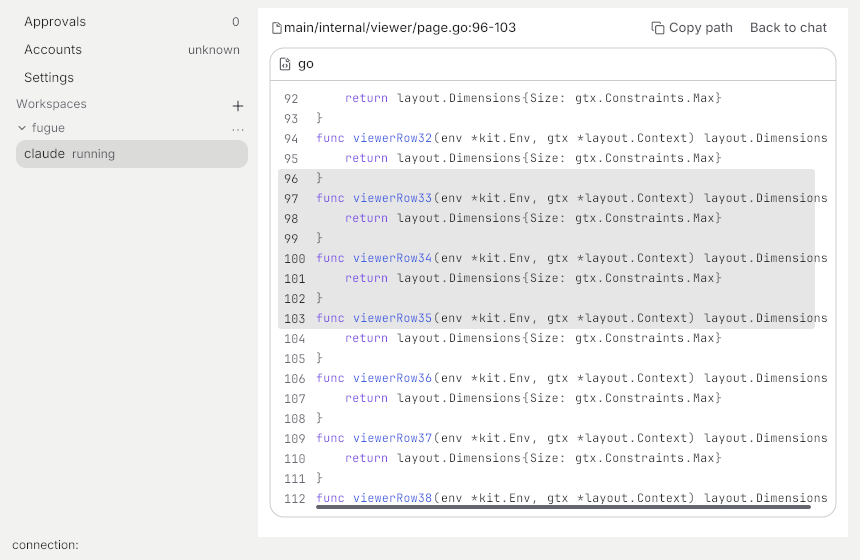 Approvals 0
Accounts unknown
Settings
Workspaces +
fugue ...
claude running
connection:
main/internal/viewer/page.go:96-103 Copy path Back to chat
go
92 return layout.Dimensions{Size: gtx.Constraints.Max}
93 }
94 func viewerRow32(env *kit.Env, gtx *layout.Context) layout.Dimensions
95 return layout.Dimensions{Size: gtx.Constraints.Max}
96 }
97 func viewerRow33(env *kit.Env, gtx *layout.Context) layout.Dimensions
98 return layout.Dimensions{Size: gtx.Constraints.Max}
99 }
100 func viewerRow34(env *kit.Env, gtx *layout.Context) layout.Dimensions
101 return layout.Dimensions{Size: gtx.Constraints.Max}
102 }
103 func viewerRow35(env *kit.Env, gtx *layout.Context) layout.Dimensions
104 return layout.Dimensions{Size: gtx.Constraints.Max}
105 }
106 func viewerRow36(env *kit.Env, gtx *layout.Context) layout.Dimensions
107 return layout.Dimensions{Size: gtx.Constraints.Max}
108 }
109 func viewerRow37(env *kit.Env, gtx *layout.Context) layout.Dimensions
110 return layout.Dimensions{Size: gtx.Constraints.Max}
111 }
112 func viewerRow38(env *kit.Env, gtx *layout.Context) layout.Dimensions